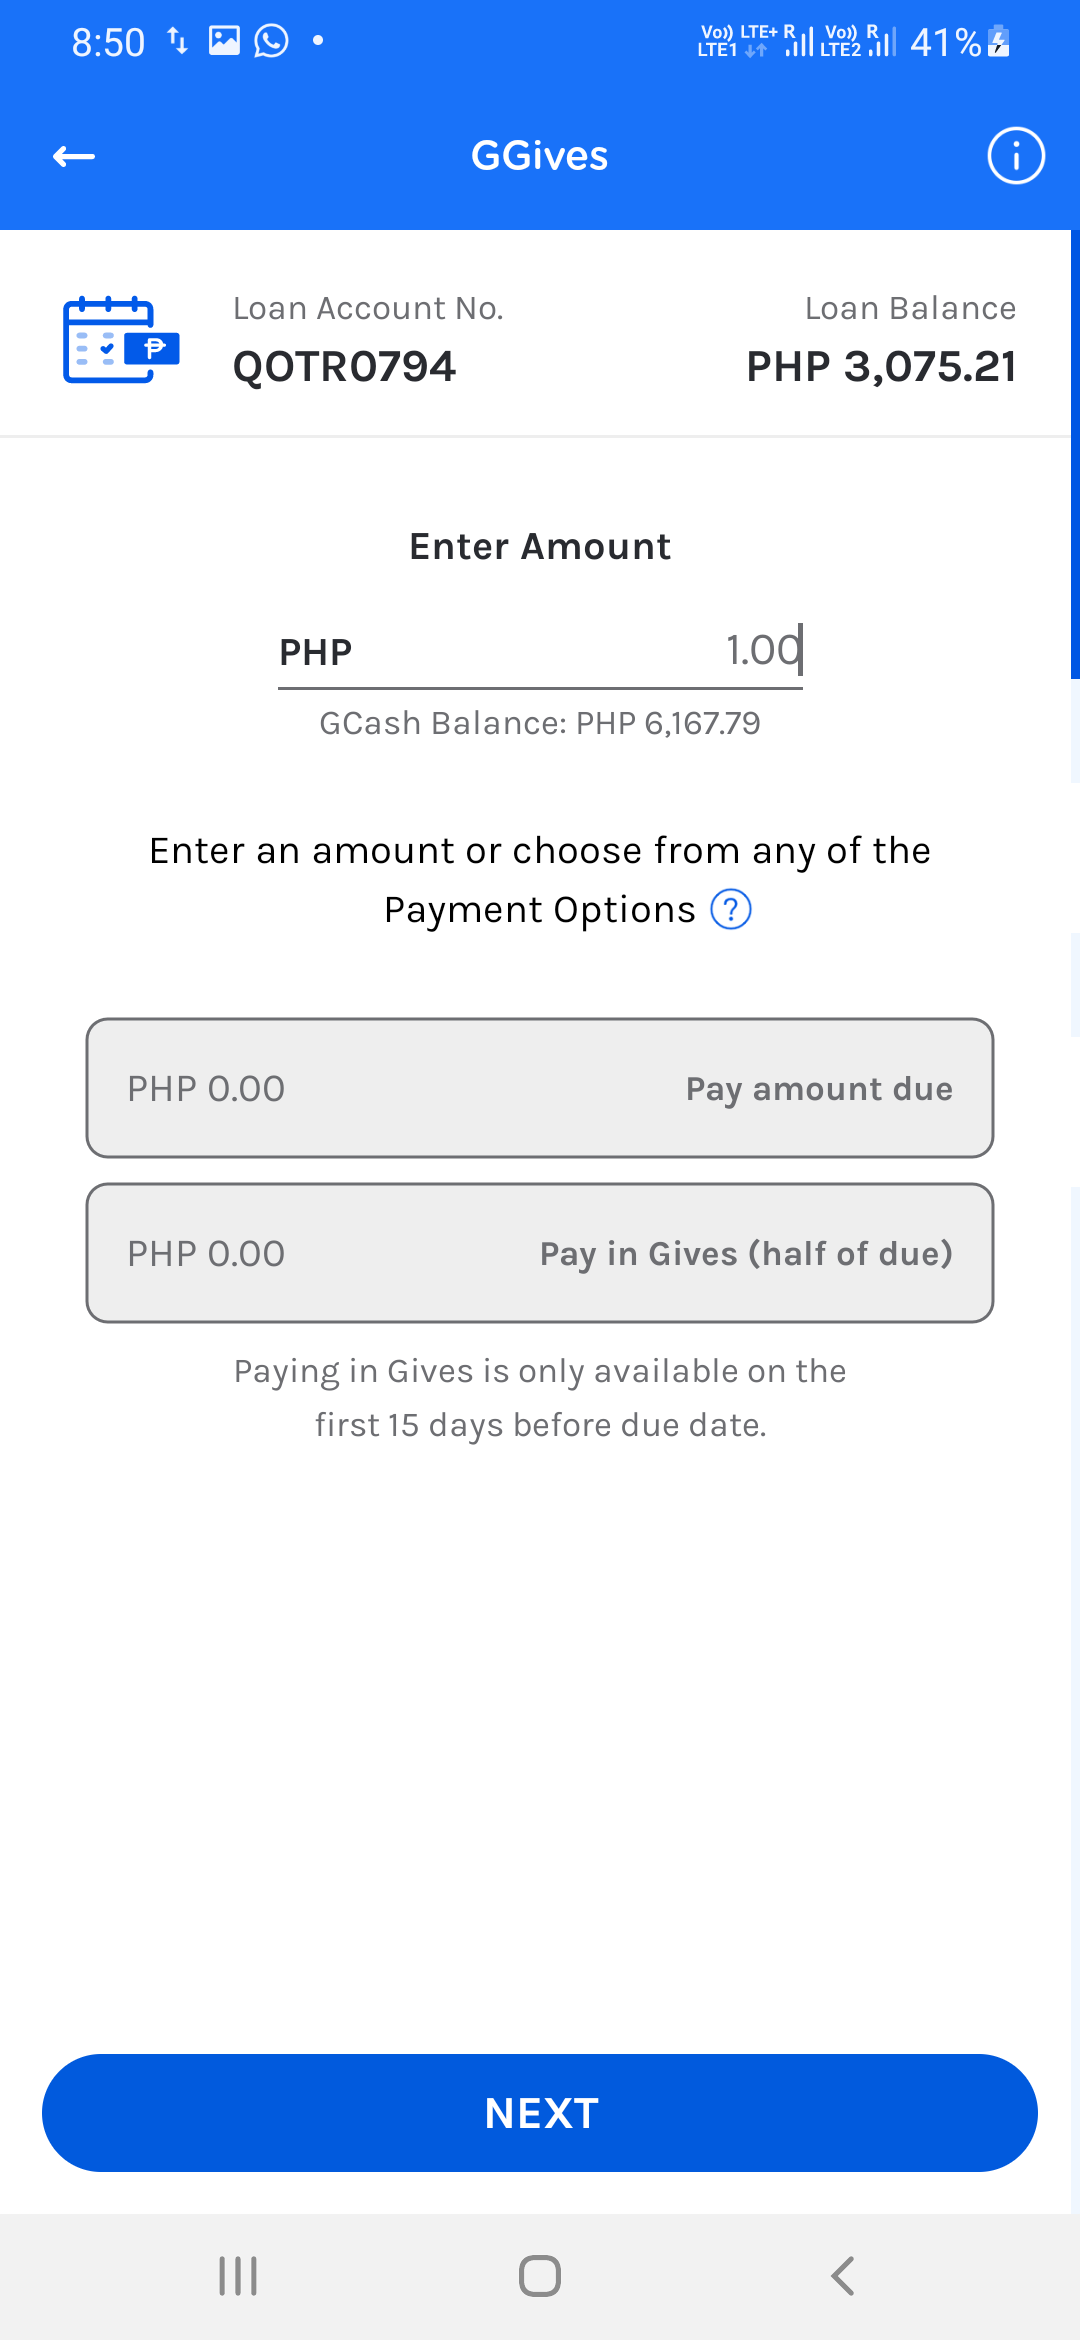 8:50
Vo)) LTE+ R Vo)) R
LTE1 LTE2 41%
GGives
Loan Account No.
Loan Balance
QOTR0794
PHP 3,075.21
Enter Amount
PHP 1.00
GCash Balance: PHP 6,167.79
Enter an amount or choose from any of the
Payment Options ?
PHP 0.00 Pay amount due
PHP 0.00 Pay in Gives (half of due)
Paying in Gives is only available on the
first 15 days before due date.
NEXT